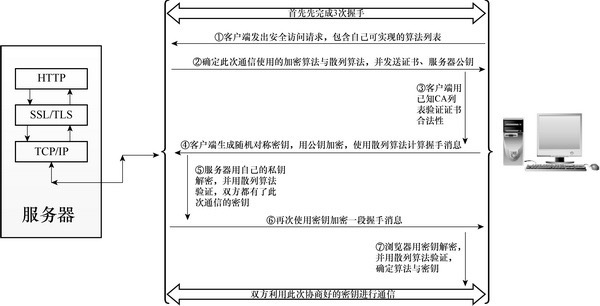 首先先完成3次握手
①客户端发出安全访问请求，包含自己可实现的算法列表
②确定此次通信使用的加密算法与散列算法，并发送证书、服务器公钥
③客户端用
已知CA列
表验证证书
合法性
④客户端生成随机对称密钥，用公钥加密，使用散列算法计算握手消息
⑤服务器用自己的私钥
解密，并用散列算法
验证，双方都有了此
次通信的密钥
⑥再次使用密钥加密一段握手消息
⑦浏览器用密钥解密，
并用散列算法验证，
确定算法与密钥
双方利用此次协商好的密钥进行通信
HTTP
SSL/TLS
TCP/IP
服务器